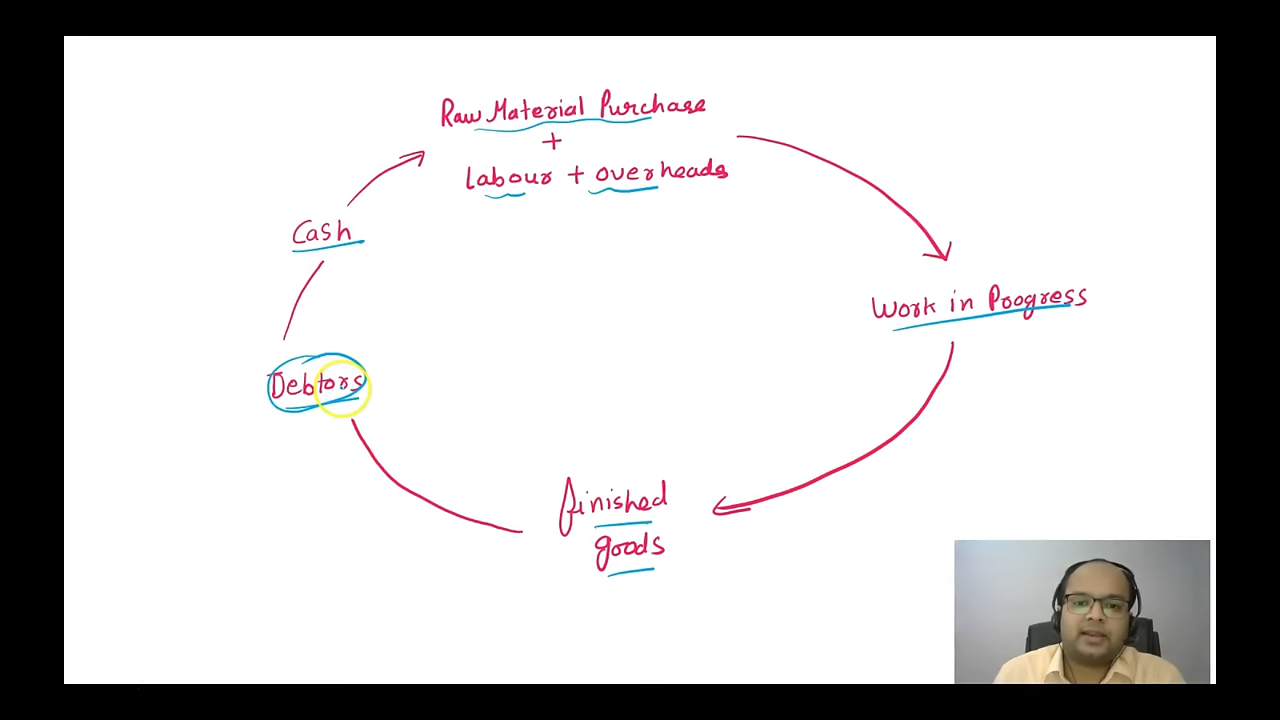 Raw Material Purchase
+
labour + overheads
Cash
Work in Progress
Debtors
finished
goods